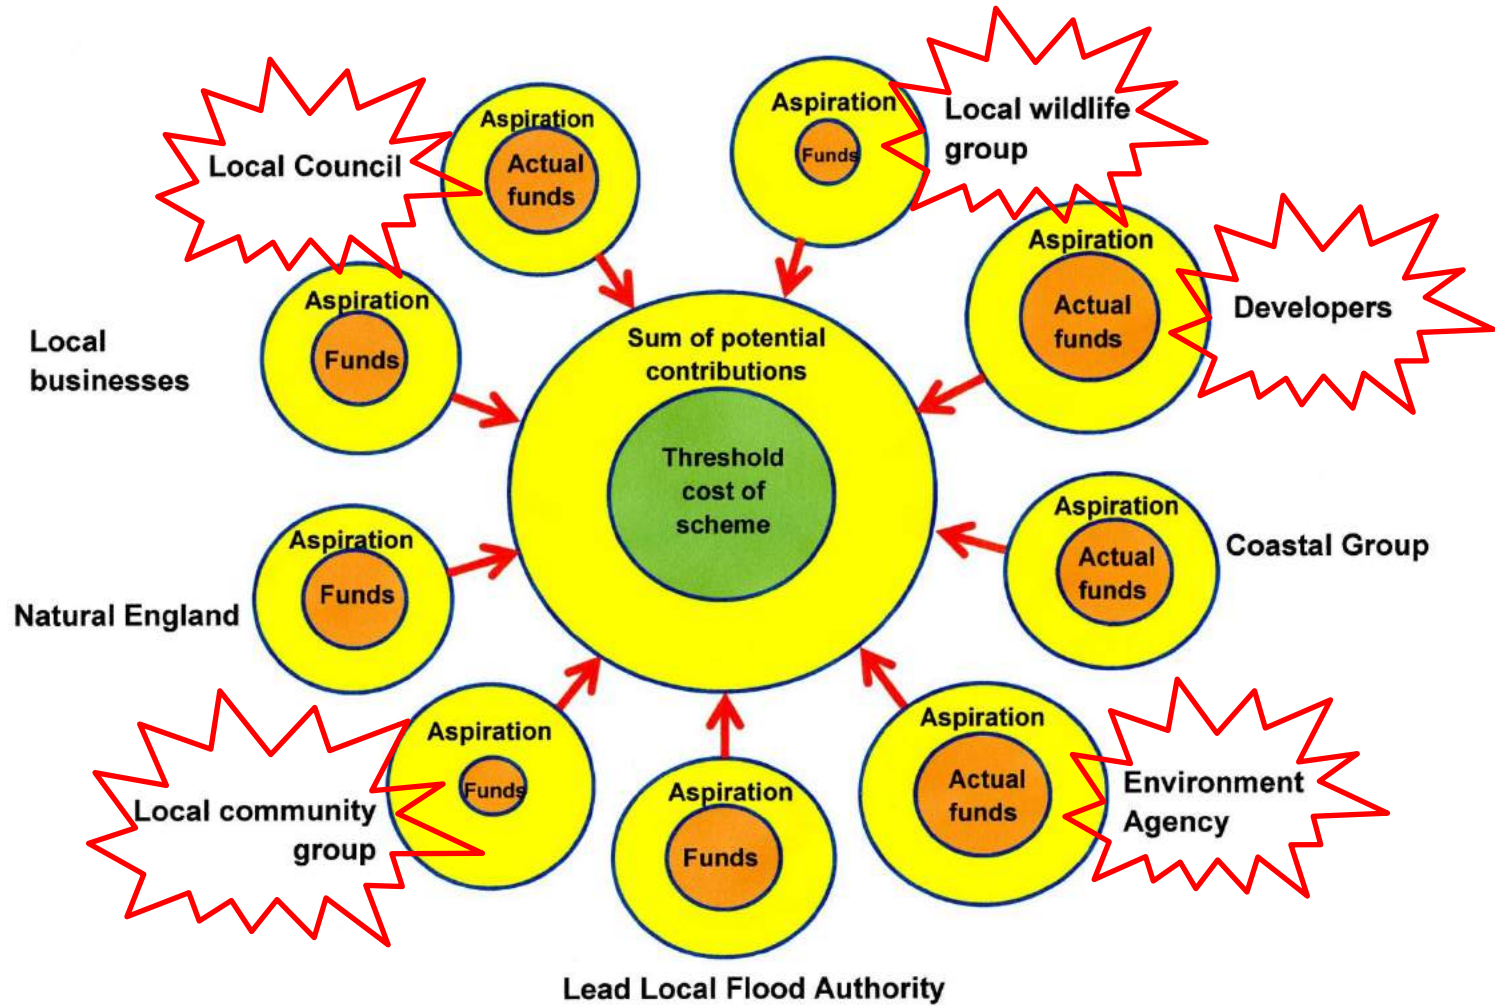 Local Council
Aspiration
Actual
funds
Aspiration
Funds
Local wildlife
group
Aspiration
Actual
funds
Developers
Local
businesses
Aspiration
Funds
Sum of potential
contributions
Threshold
cost of
scheme
Aspiration
Actual
funds
Coastal Group
Natural England
Aspiration
Funds
Local community
group
Aspiration
Funds
Aspiration
Funds
Lead Local Flood Authority
Aspiration
Actual
funds
Environment
Agency